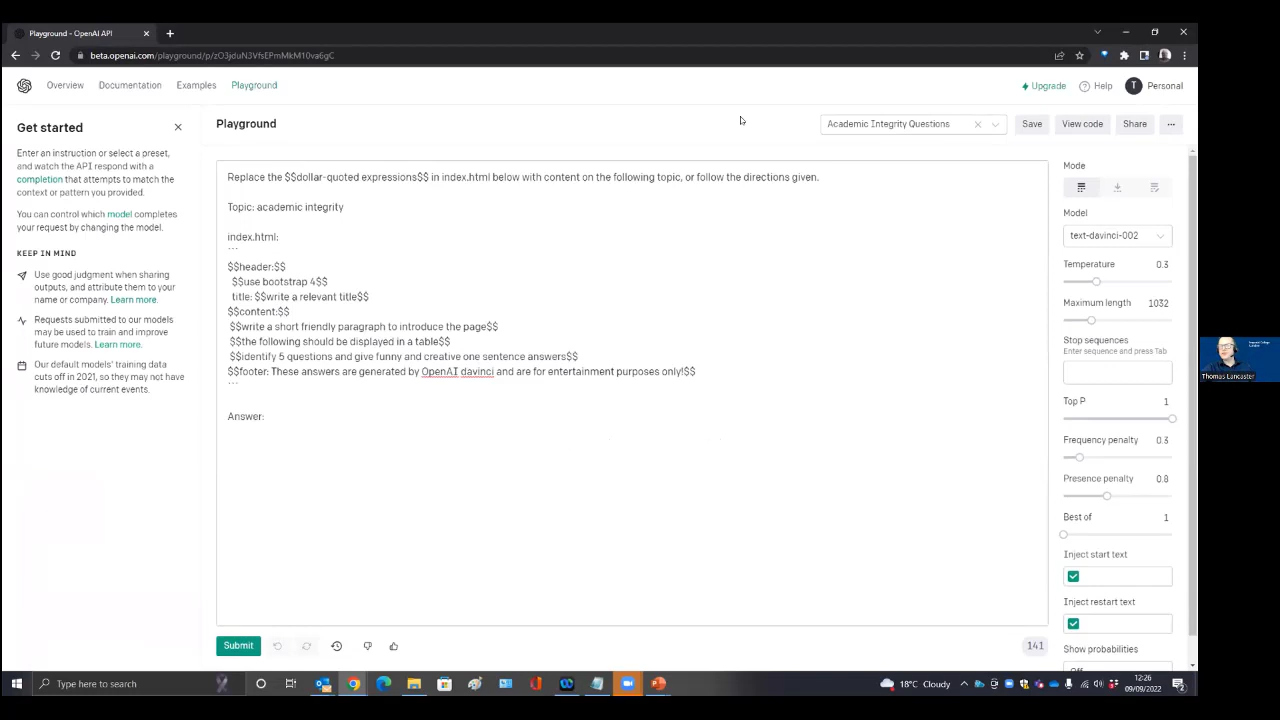 Playground - OpenAI API
beta.openai.com/playground/p/zO3jduN3VfsEPmMkM10va6gC
Overview Documentation Examples Playground
Upgrade Help T Personal
Get started
Enter an instruction or select a preset,
and watch the API respond with a
completion that attempts to match the
context or pattern you provided.
You can control which model completes
your request by changing the model.
KEEP IN MIND
Use good judgment when sharing
outputs, and attribute them to your
name or company. Learn more.
Requests submitted to our models
may be used to train and improve
future models. Learn more.
Our default models' training data
cuts off in 2021, so they may not have
knowledge of current events.
Playground
Academic Integrity Questions
Save View code Share ...
Replace the $$dollar-quoted expressions$$ in index.html below with content on the following topic, or follow the directions given.
Topic: academic integrity
index.html:
```
$$header:$$
$$use bootstrap 4$$
title: $$write a relevant title$$
$$content:$$
$$write a short friendly paragraph to introduce the page$$
$$the following should be displayed in a table$$
$$identify 5 questions and give funny and creative one sentence answers$$
$$footer: These answers are generated by OpenAI davinci and are for entertainment purposes only!$$
```
Answer:
Submit
141
Mode
Model
text-davinci-002
Temperature 0.3
Maximum length 1032
Stop sequences
Enter sequence and press Tab
Top P 1
Frequency penalty 0.3
Presence penalty 0.8
Best of 1
Inject start text
Inject restart text
Show probabilities
Off
Thomas Lancaster
Type here to search
18°C Cloudy
12:26
09/09/2022
2